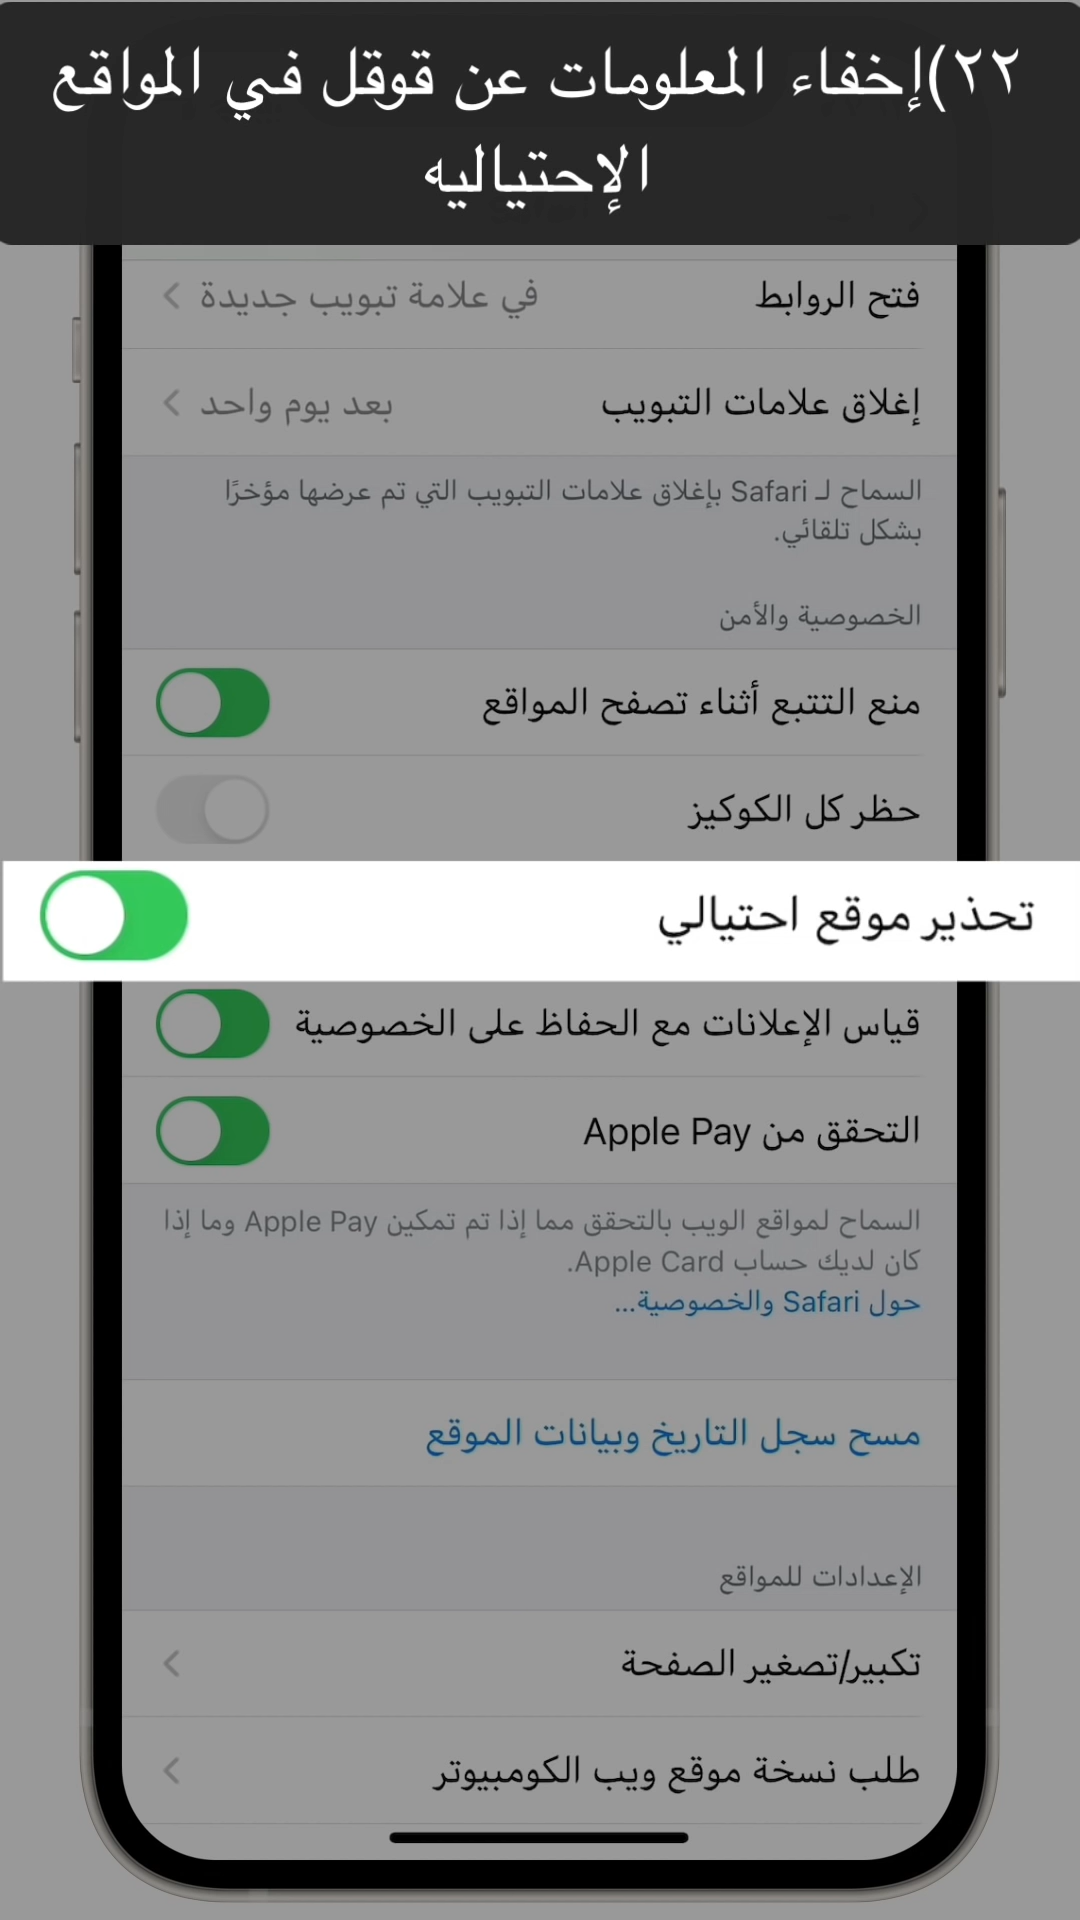 ٢٢)إخفاء المعلومات عن قوقل في المواقع
الإحتياليه
فتح الروابط في علامة تبويب جديدة
إغلاق علامات التبويب بعد يوم واحد
السماح لـ Safari بإغلاق علامات التبويب التي تم عرضها مؤخرًا
بشكل تلقائي.
الخصوصية والأمن
منع التتبع أثناء تصفح المواقع
حظر كل الكوكيز
تحذير موقع احتيالي
قياس الإعلانات مع الحفاظ على الخصوصية
التحقق من Apple Pay
السماح لمواقع الويب بالتحقق مما إذا تم تمكين Apple Pay وما إذا
كان لديك حساب Apple Card.
حول Safari والخصوصية...
مسح سجل التاريخ وبيانات الموقع
الإعدادات للمواقع
تكبير/تصغير الصفحة
طلب نسخة موقع ويب الكومبيوتر